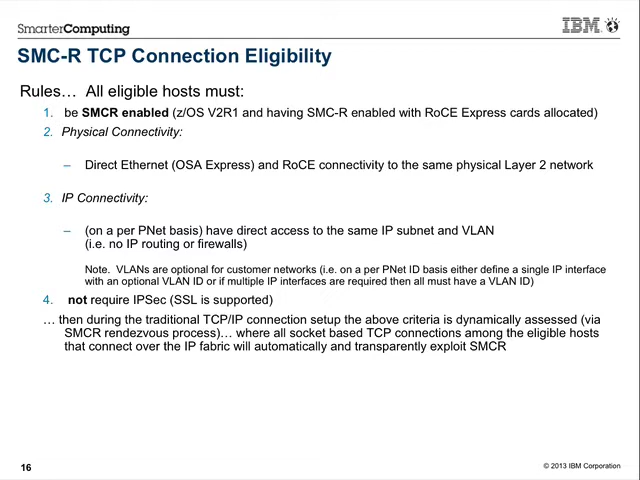 SmarterComputing
IBM
SMC-R TCP Connection Eligibility
Rules… All eligible hosts must:
1. be SMCR enabled (z/OS V2R1 and having SMC-R enabled with RoCE Express cards allocated)
2. Physical Connectivity:
– Direct Ethernet (OSA Express) and RoCE connectivity to the same physical Layer 2 network
3. IP Connectivity:
– (on a per PNet basis) have direct access to the same IP subnet and VLAN
(i.e. no IP routing or firewalls)
Note. VLANs are optional for customer networks (i.e. on a per PNet ID basis either define a single IP interface
with an optional VLAN ID or if multiple IP interfaces are required then all must have a VLAN ID)
4. not require IPSec (SSL is supported)
… then during the traditional TCP/IP connection setup the above criteria is dynamically assessed (via
SMCR rendezvous process)… where all socket based TCP connections among the eligible hosts
that connect over the IP fabric will automatically and transparently exploit SMCR
16
© 2013 IBM Corporation